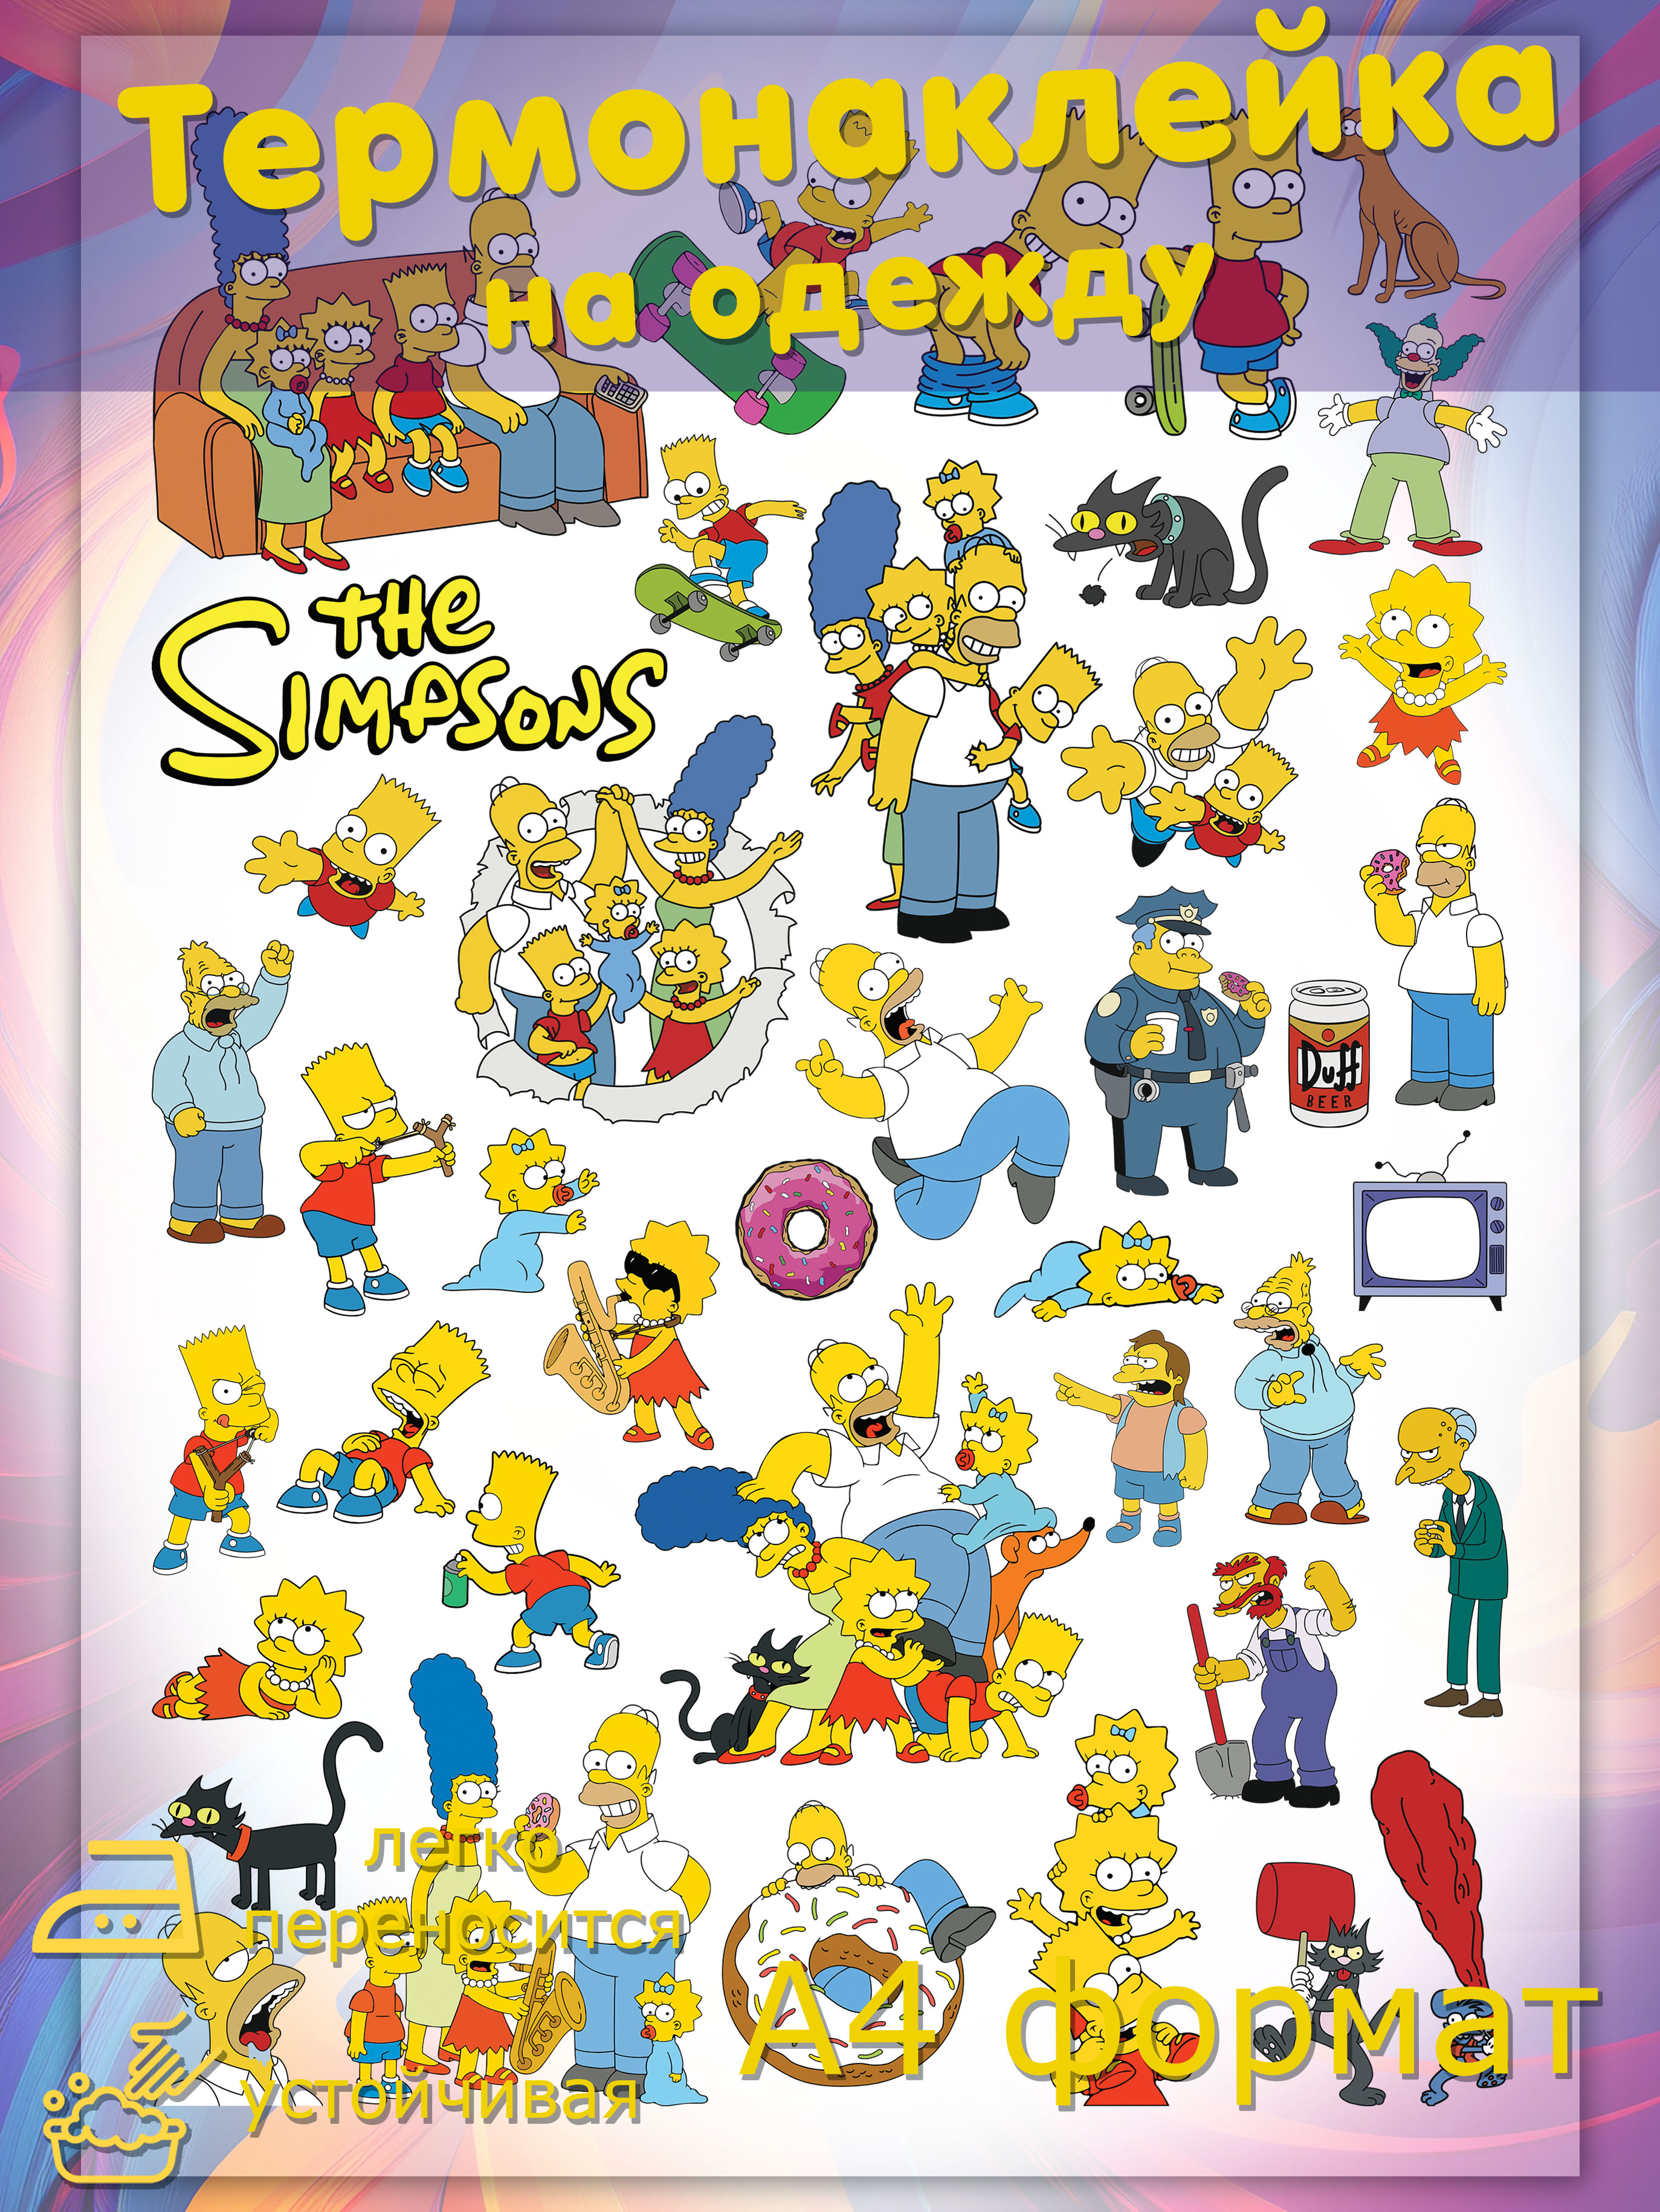 Термонаклейка
на одежду
THE
SIMPSONS
Duff
BEER
легко
переносится
А4 формат
устойчивая